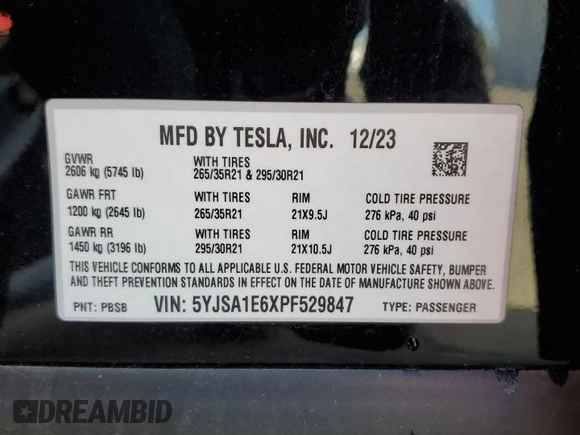 MFD BY TESLA, INC. 12/23
GVWR WITH TIRES
2606 kg (5745 lb) 265/35R21 & 295/30R21
GAWR FRT WITH TIRES RIM COLD TIRE PRESSURE
1200 kg (2645 lb) 265/35R21 21X9.5J 276 kPa, 40 psi
GAWR RR WITH TIRES RIM COLD TIRE PRESSURE
1450 kg (3196 lb) 295/30R21 21X10.5J 276 kPa, 40 psi
THIS VEHICLE CONFORMS TO ALL APPLICABLE U.S. FEDERAL MOTOR VEHICLE SAFETY, BUMPER
AND THEFT PREVENTION STANDARDS IN EFFECT ON THE DATE OF MANUFACTURE SHOWN ABOVE.
PNT: PBSB VIN: 5YJSA1E6XPF529847 TYPE: PASSENGER
DREAMBID